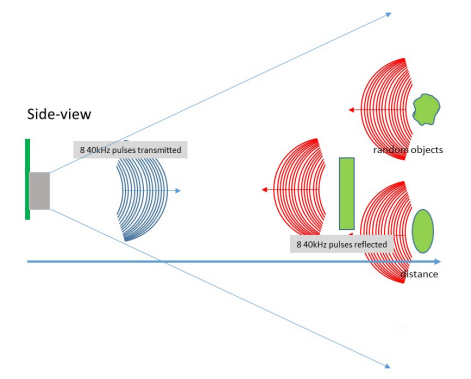 Side-view
8 40kHz pulses transmitted
random objects
8 40kHz pulses reflected
distance